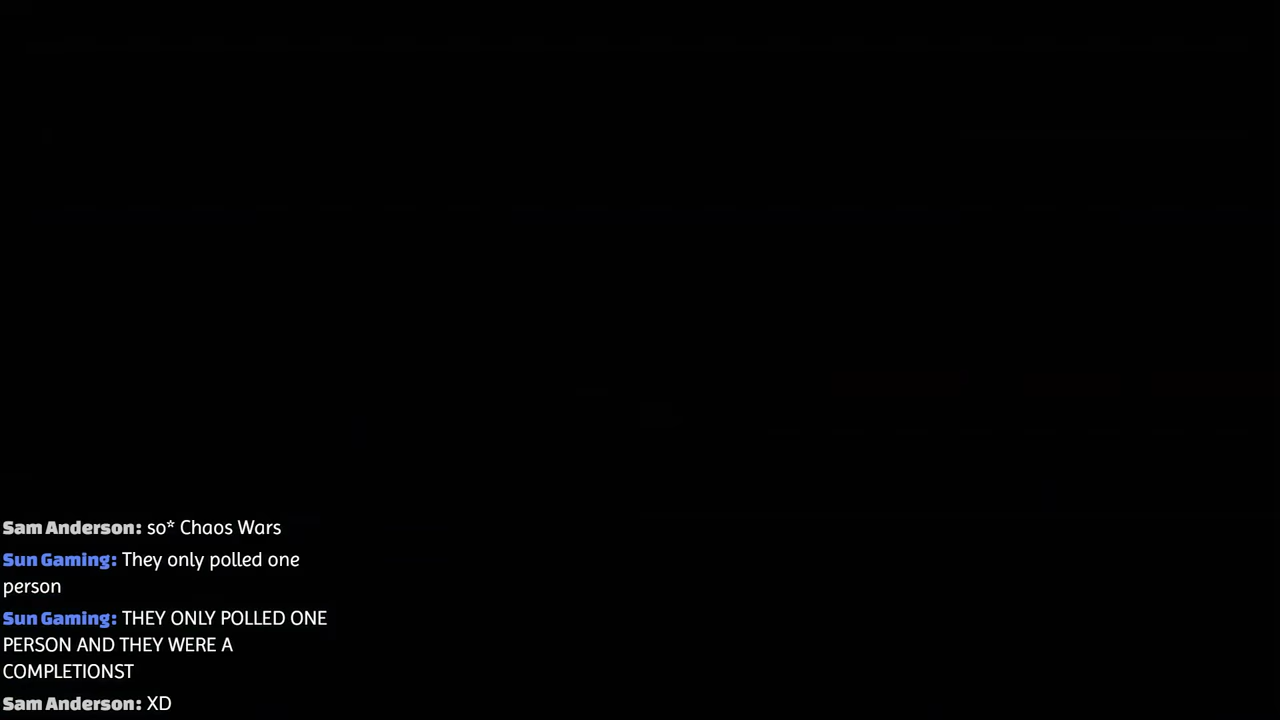 Sam Anderson: so* Chaos Wars
Sun Gaming: They only polled one
person
Sun Gaming: THEY ONLY POLLED ONE
PERSON AND THEY WERE A
COMPLETIONST
Sam Anderson: XD